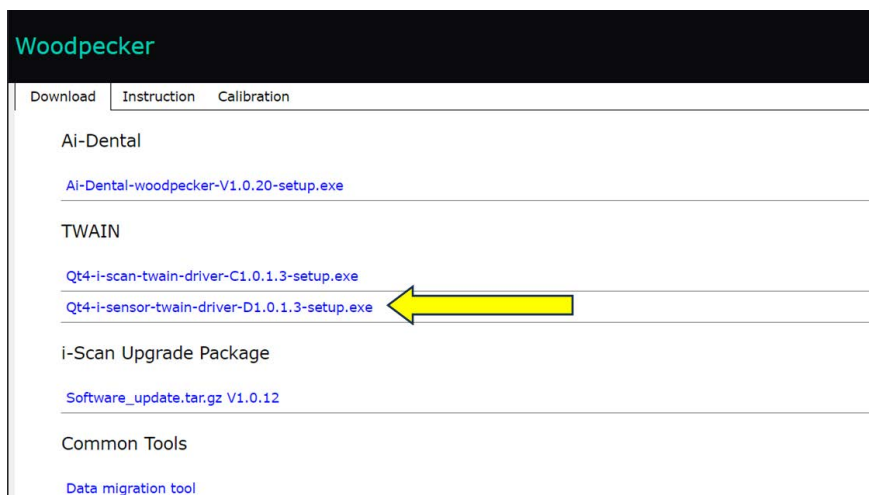 Woodpecker
Download Instruction Calibration
Ai-Dental
Ai-Dental-woodpecker-V1.0.20-setup.exe
TWAIN
Qt4-i-scan-twain-driver-C1.0.1.3-setup.exe
Qt4-i-sensor-twain-driver-D1.0.1.3-setup.exe
i-Scan Upgrade Package
Software_update.tar.gz V1.0.12
Common Tools
Data migration tool